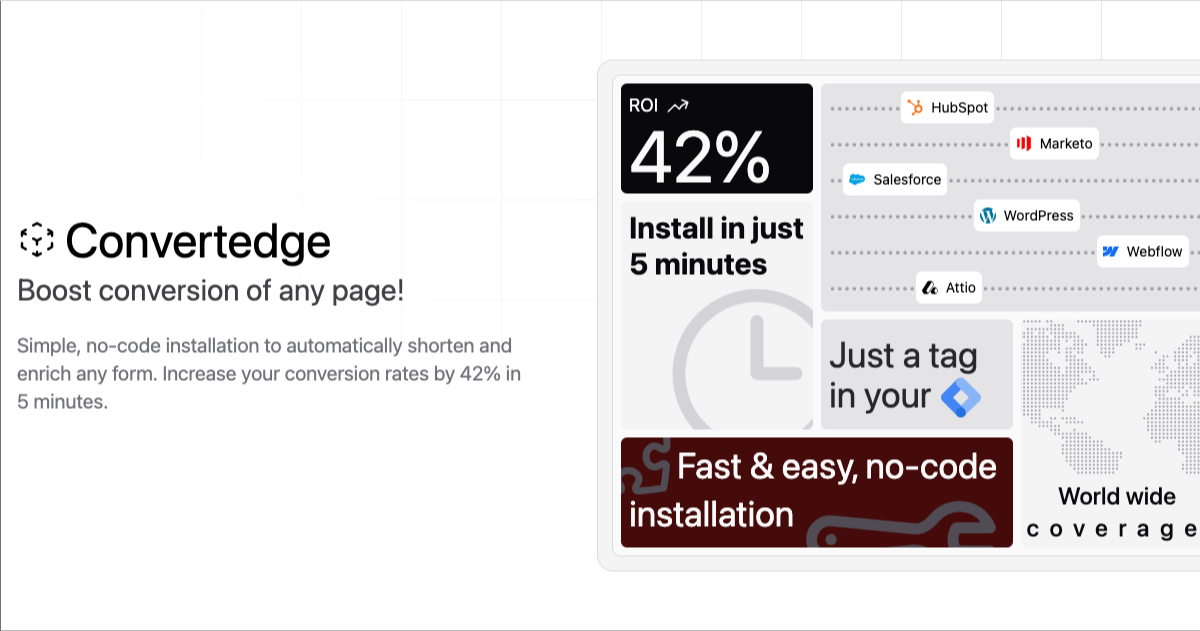 Convertedge
Boost conversion of any page!
Simple, no-code installation to automatically shorten and
enrich any form. Increase your conversion rates by 42% in
5 minutes.
ROI
42%
Install in just
5 minutes
HubSpot
Marketo
Salesforce
WordPress
Webflow
Attio
Just a tag
in your
Fast & easy, no-code
installation
World wide
coverage